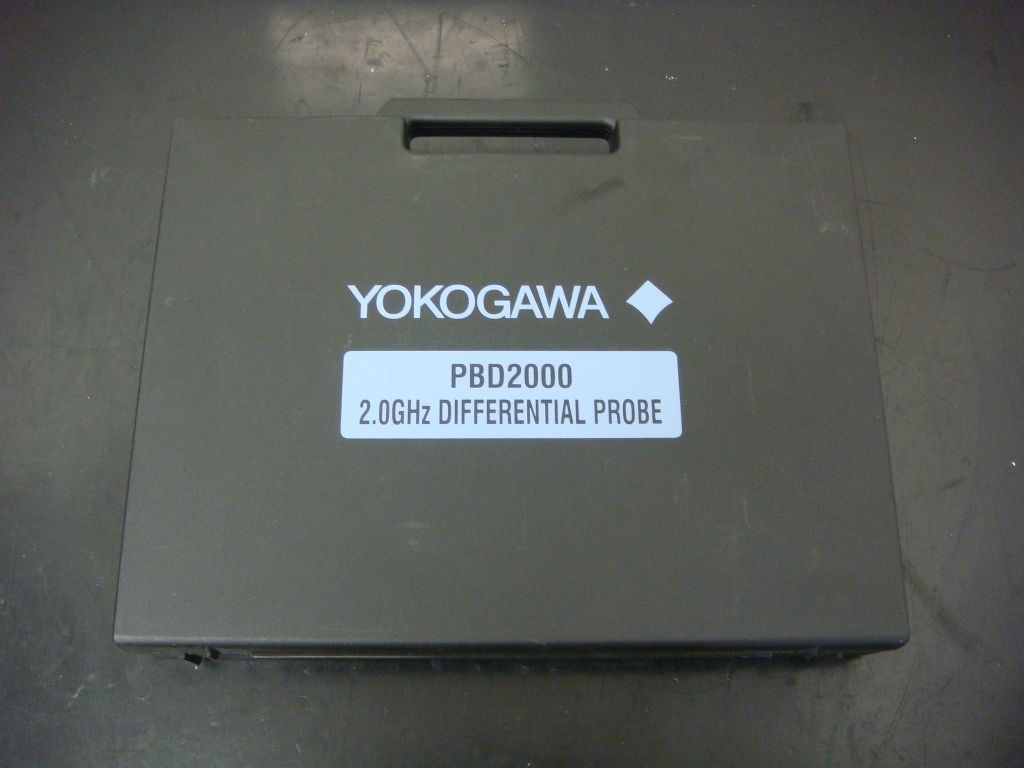 YOKOGAWA
PBD2000
2.0GHz DIFFERENTIAL PROBE